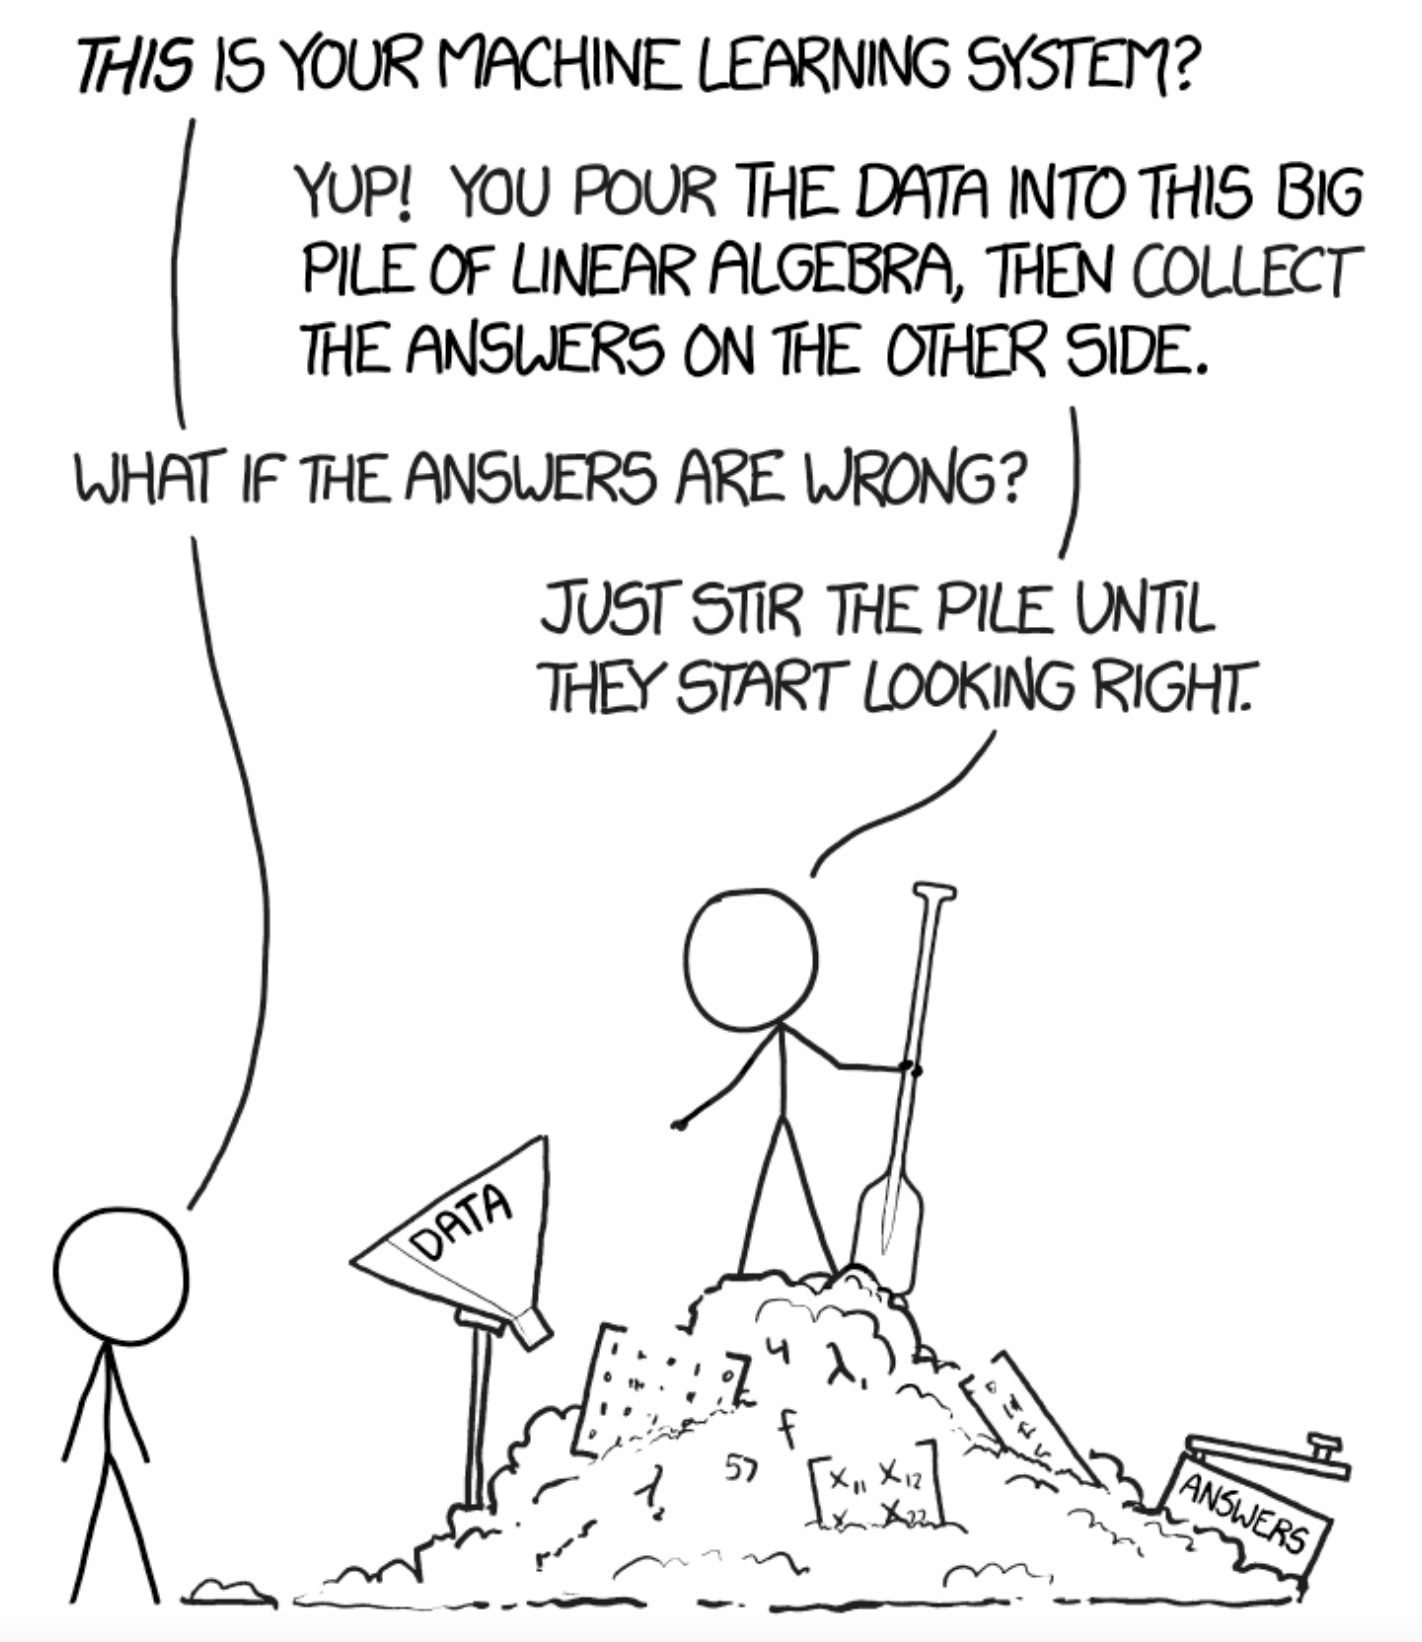 THIS IS YOUR MACHINE LEARNING SYSTEM?
YUP! YOU POUR THE DATA INTO THIS BIG
PILE OF LINEAR ALGEBRA, THEN COLLECT
THE ANSWERS ON THE OTHER SIDE.
WHAT IF THE ANSWERS ARE WRONG?
JUST STIR THE PILE UNTIL
THEY START LOOKING RIGHT.
DATA
4 λ₁
f
57
λ₂
X₁₁ X₁₂
X₂₂
ANSWERS